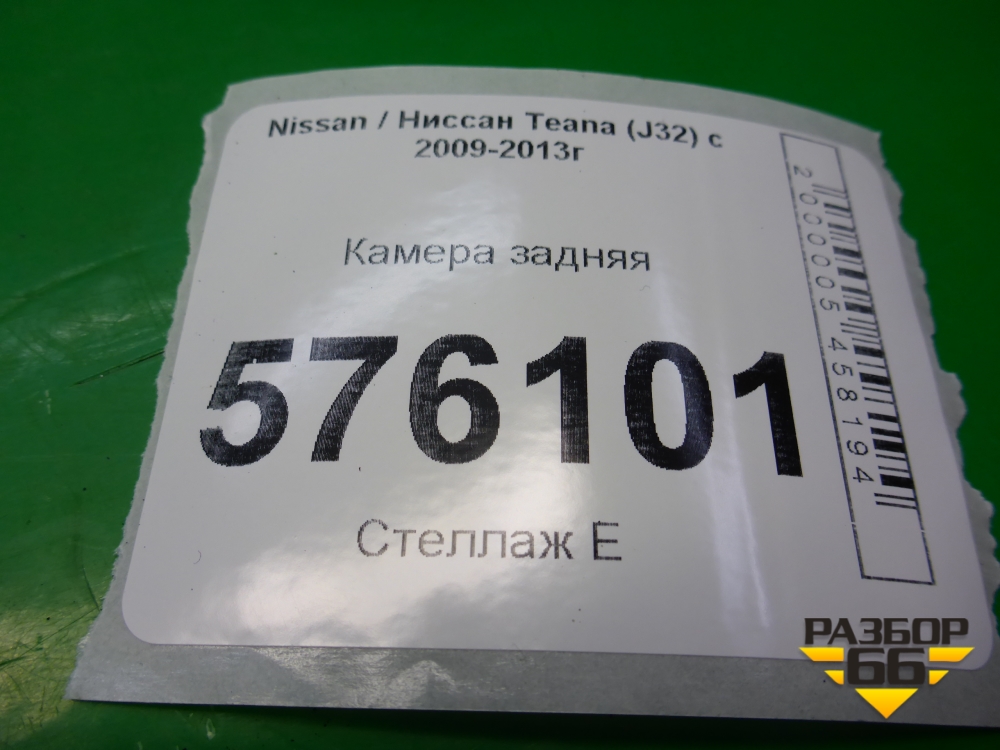 Nissan / Ниссан Teana (J32) с
2009-2013г
Камера задняя
576101
Стеллаж Е
2000005458194
РАЗБОР
66